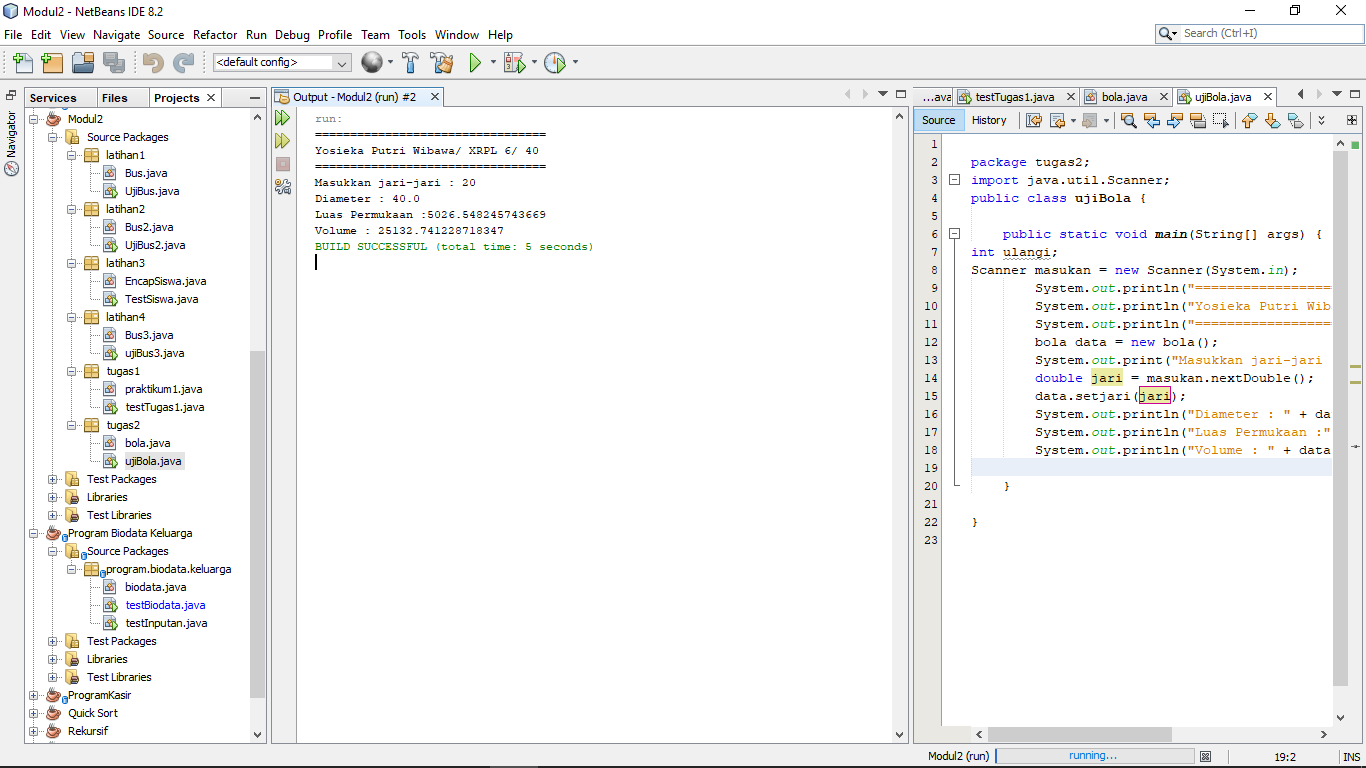 Modul2 - NetBeans IDE 8.2
File Edit View Navigate Source Refactor Run Debug Profile Team Tools Window Help
Search (Ctrl+I)
<default config>
Navigator
Services Files Projects
Modul2
Source Packages
latihan1
Bus.java
UjiBus.java
latihan2
Bus2.java
UjiBus2.java
latihan3
EncapSiswa.java
TestSiswa.java
latihan4
Bus3.java
ujiBus3.java
tugas1
praktikum1.java
testTugas1.java
tugas2
bola.java
ujiBola.java
Test Packages
Libraries
Test Libraries
Program Biodata Keluarga
Source Packages
program.biodata.keluarga
biodata.java
testBiodata.java
testInputan.java
Test Packages
Libraries
Test Libraries
ProgramKasir
Quick Sort
Rekursif
Output - Modul2 (run) #2
run:
=================================
Yosieka Putri Wibawa/ XRPL 6/ 40
=================================
Masukkan jari-jari : 20
Diameter : 40.0
Luas Permukaan :5026.548245743669
Volume : 25132.741228718347
BUILD SUCCESSFUL (total time: 5 seconds)
...ava testTugas1.java bola.java ujiBola.java
Source History
1
2 package tugas2;
3 import java.util.Scanner;
4 public class ujiBola {
5
6 public static void main(String[] args) {
7 int ulangi;
8 Scanner masukan = new Scanner(System.in);
9 System.out.println("=================
10 System.out.println("Yosieka Putri Wib
11 System.out.println("=================
12 bola data = new bola();
13 System.out.print("Masukkan jari-jari
14 double jari = masukan.nextDouble();
15 data.setjari(jari);
16 System.out.println("Diameter : " + da
17 System.out.println("Luas Permukaan :"
18 System.out.println("Volume : " + data
19
20 }
21
22 }
23
Modul2 (run) running... 19:2 INS